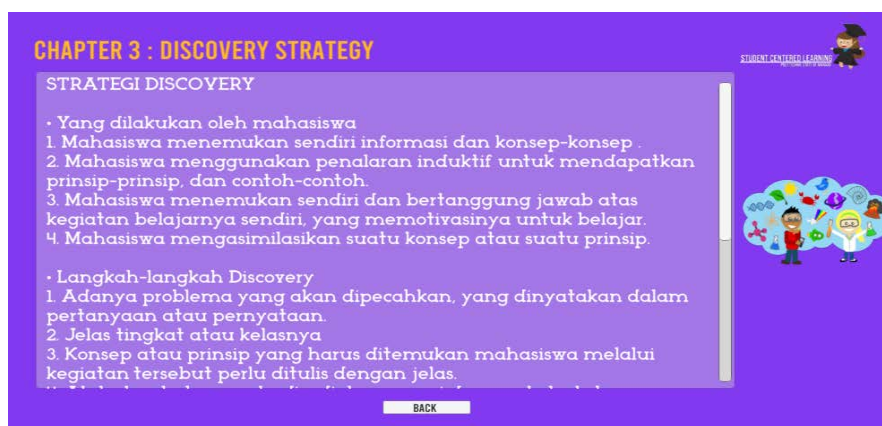 CHAPTER 3 : DISCOVERY STRATEGY
STUDENT CENTERED LEARNING
STRATEGI DISCOVERY
• Yang dilakukan oleh mahasiswa
1. Mahasiswa menemukan sendiri informasi dan konsep-konsep .
2. Mahasiswa menggunakan penalaran induktif untuk mendapatkan
prinsip-prinsip, dan contoh-contoh.
3. Mahasiswa menemukan sendiri dan bertanggung jawab atas
kegiatan belajarnya sendiri, yang memotivasinya untuk belajar.
4. Mahasiswa mengasimilasikan suatu konsep atau suatu prinsip.
• Langkah-langkah Discovery
1. Adanya problema yang akan dipecahkan, yang dinyatakan dalam
pertanyaan atau pernyataan.
2. Jelas tingkat atau kelasnya
3. Konsep atau prinsip yang harus ditemukan mahasiswa melalui
kegiatan tersebut perlu ditulis dengan jelas.
BACK